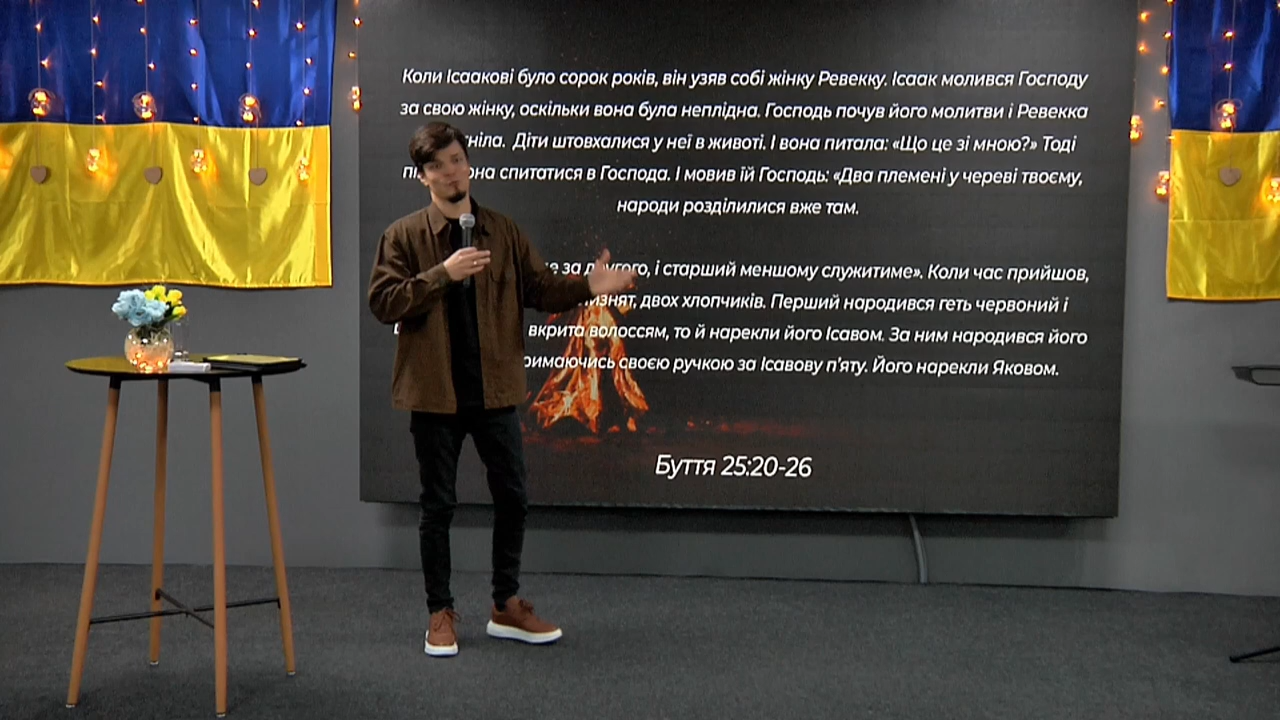 Коли Ісаакові було сорок років, він узяв собі жінку Ревекку. Ісаак молився Господу
за свою жінку, оскільки вона була неплідна. Господь почув його молитви і Ревекка
Діти штовхалися у неї в животі. І вона питала: «Що це зі мною?» Тоді
спитатися в Господа. І мовив їй Господь: «Два племені у череві твоєму,
народи розділилися вже там.
за другого, і старший меншому служитиме». Коли час прийшов,
двох хлопчиків. Перший народився геть червоний і
вкрита волоссям, то й нарекли його Ісавом. За ним народився його
своєю ручкою за Ісавову п'яту. Його нарекли Яковом.
Буття 25:20-26